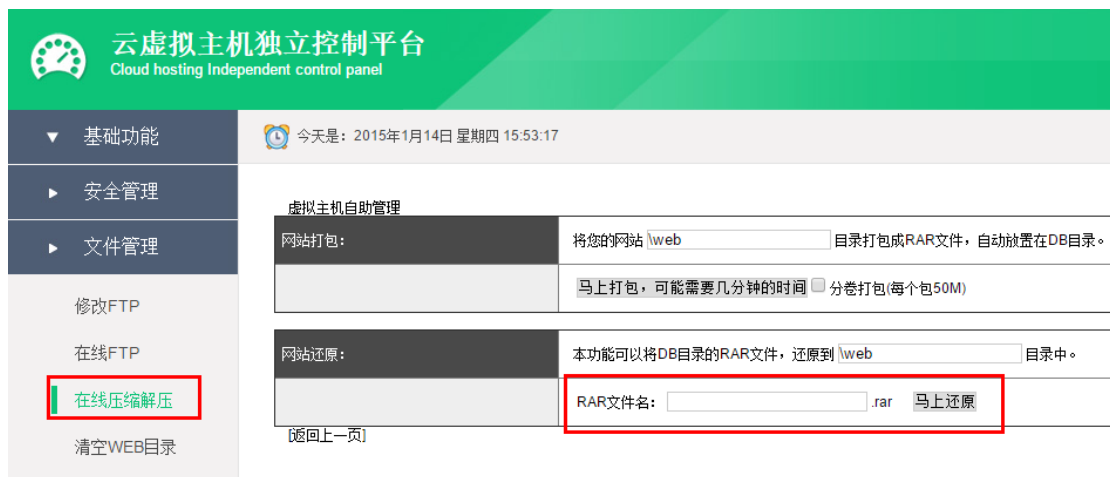 云虚拟主机独立控制平台
Cloud hosting Independent control panel
基础功能
今天是：2015年1月14日 星期四 15:53:17
安全管理
文件管理
修改FTP
在线FTP
在线压缩解压
清空WEB目录
虚拟主机自助管理
网站打包：
将您的网站 \web 目录打包成RAR文件，自动放置在DB目录。
马上打包，可能需要几分钟的时间 分卷打包(每个包50M)
网站还原：
本功能可以将DB目录的RAR文件，还原到 \web 目录中。
RAR文件名： .rar 马上还原
[返回上一页]